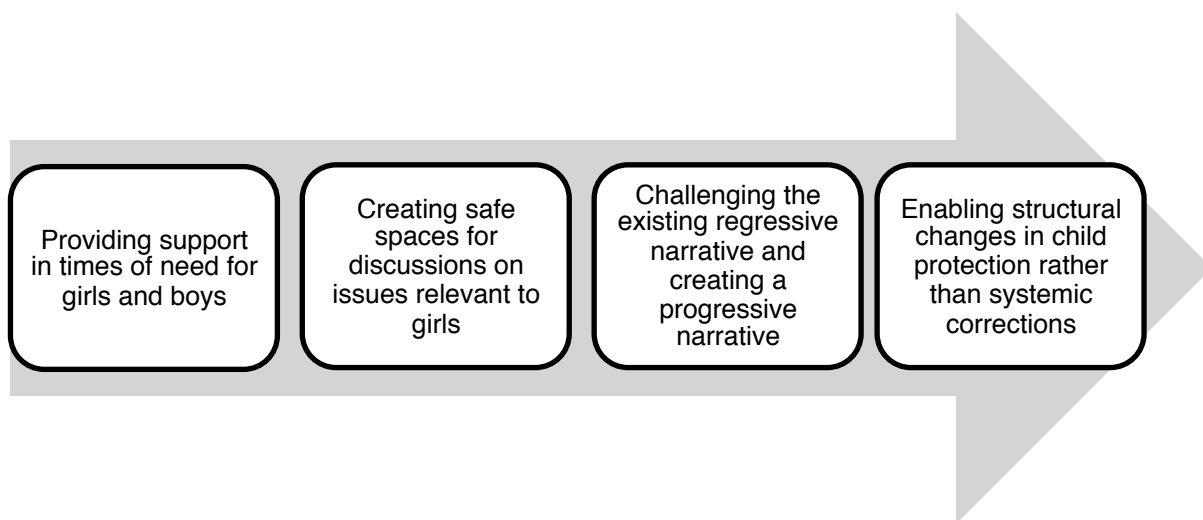 Providing support
in times of need for
girls and boys
Creating safe
spaces for
discussions on
issues relevant to
girls
Challenging the
existing regressive
narrative and
creating a
progressive
narrative
Enabling structural
changes in child
protection rather
than systemic
corrections